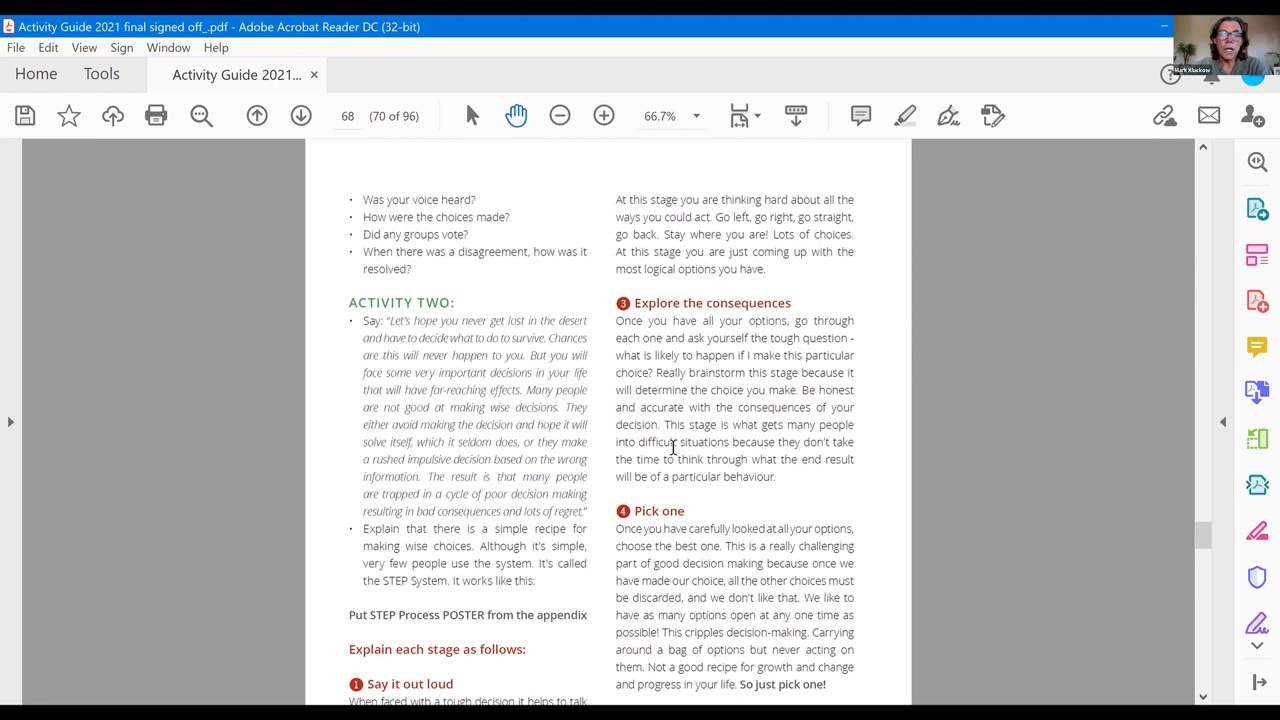 Activity Guide 2021 final signed off_.pdf - Adobe Acrobat Reader DC (32-bit)
File Edit View Sign Window Help
Home Tools Activity Guide 2021... ×
68 (70 of 96) 66.7%
Mark Kluckow
• Was your voice heard?
• How were the choices made?
• Did any groups vote?
• When there was a disagreement, how was it
resolved?
ACTIVITY TWO:
• Say: “Let's hope you never get lost in the desert
and have to decide what to do to survive. Chances
are this will never happen to you. But you will
face some very important decisions in your life
that will have far-reaching effects. Many people
are not good at making wise decisions. They
either avoid making the decision and hope it will
solve itself, which it seldom does, or they make
a rushed impulsive decision based on the wrong
information. The result is that many people
are trapped in a cycle of poor decision making
resulting in bad consequences and lots of regret.”
• Explain that there is a simple recipe for
making wise choices. Although it's simple,
very few people use the system. It's called
the STEP System. It works like this:
Put STEP Process POSTER from the appendix
Explain each stage as follows:
1 Say it out loud
When faced with a tough decision it helps to talk
At this stage you are thinking hard about all the
ways you could act. Go left, go right, go straight,
go back. Stay where you are! Lots of choices.
At this stage you are just coming up with the
most logical options you have.
3 Explore the consequences
Once you have all your options, go through
each one and ask yourself the tough question -
what is likely to happen if I make this particular
choice? Really brainstorm this stage because it
will determine the choice you make. Be honest
and accurate with the consequences of your
decision. This stage is what gets many people
into difficult situations because they don't take
the time to think through what the end result
will be of a particular behaviour.
4 Pick one
Once you have carefully looked at all your options,
choose the best one. This is a really challenging
part of good decision making because once we
have made our choice, all the other choices must
be discarded, and we don't like that. We like to
have as many options open at any one time as
possible! This cripples decision-making. Carrying
around a bag of options but never acting on
them. Not a good recipe for growth and change
and progress in your life. So just pick one!